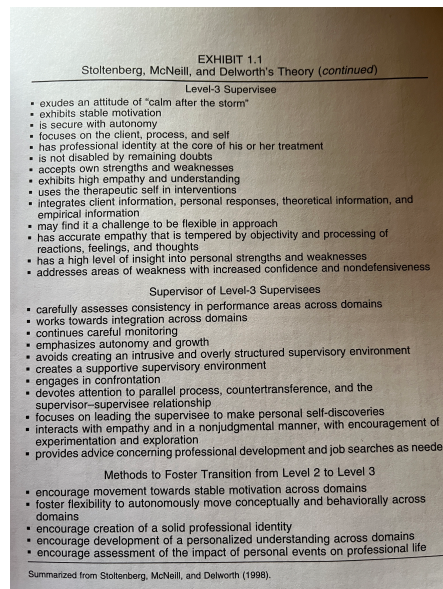 EXHIBIT 1.1
Stoltenberg, McNeill, and Delworth's Theory (continued)
Level-3 Supervisee
▪ exudes an attitude of "calm after the storm"
▪ exhibits stable motivation
▪ is secure with autonomy
▪ focuses on the client, process, and self
▪ has professional identity at the core of his or her treatment
▪ is not disabled by remaining doubts
▪ accepts own strengths and weaknesses
▪ exhibits high empathy and understanding
▪ uses the therapeutic self in interventions
▪ integrates client information, personal responses, theoretical information, and
empirical information
▪ may find it a challenge to be flexible in approach
▪ has accurate empathy that is tempered by objectivity and processing of
reactions, feelings, and thoughts
▪ has a high level of insight into personal strengths and weaknesses
▪ addresses areas of weakness with increased confidence and nondefensiveness
Supervisor of Level-3 Supervisees
▪ carefully assesses consistency in performance areas across domains
▪ works towards integration across domains
▪ continues careful monitoring
▪ emphasizes autonomy and growth
▪ avoids creating an intrusive and overly structured supervisory environment
▪ creates a supportive supervisory environment
▪ engages in confrontation
▪ devotes attention to parallel process, countertransference, and the
supervisor–supervisee relationship
▪ focuses on leading the supervisee to make personal self-discoveries
▪ interacts with empathy and in a nonjudgmental manner, with encouragement of
experimentation and exploration
▪ provides advice concerning professional development and job searches as neede
Methods to Foster Transition from Level 2 to Level 3
▪ encourage movement towards stable motivation across domains
▪ foster flexibility to autonomously move conceptually and behaviorally across
domains
▪ encourage creation of a solid professional identity
▪ encourage development of a personalized understanding across domains
▪ encourage assessment of the impact of personal events on professional life
Summarized from Stoltenberg, McNeill, and Delworth (1998).